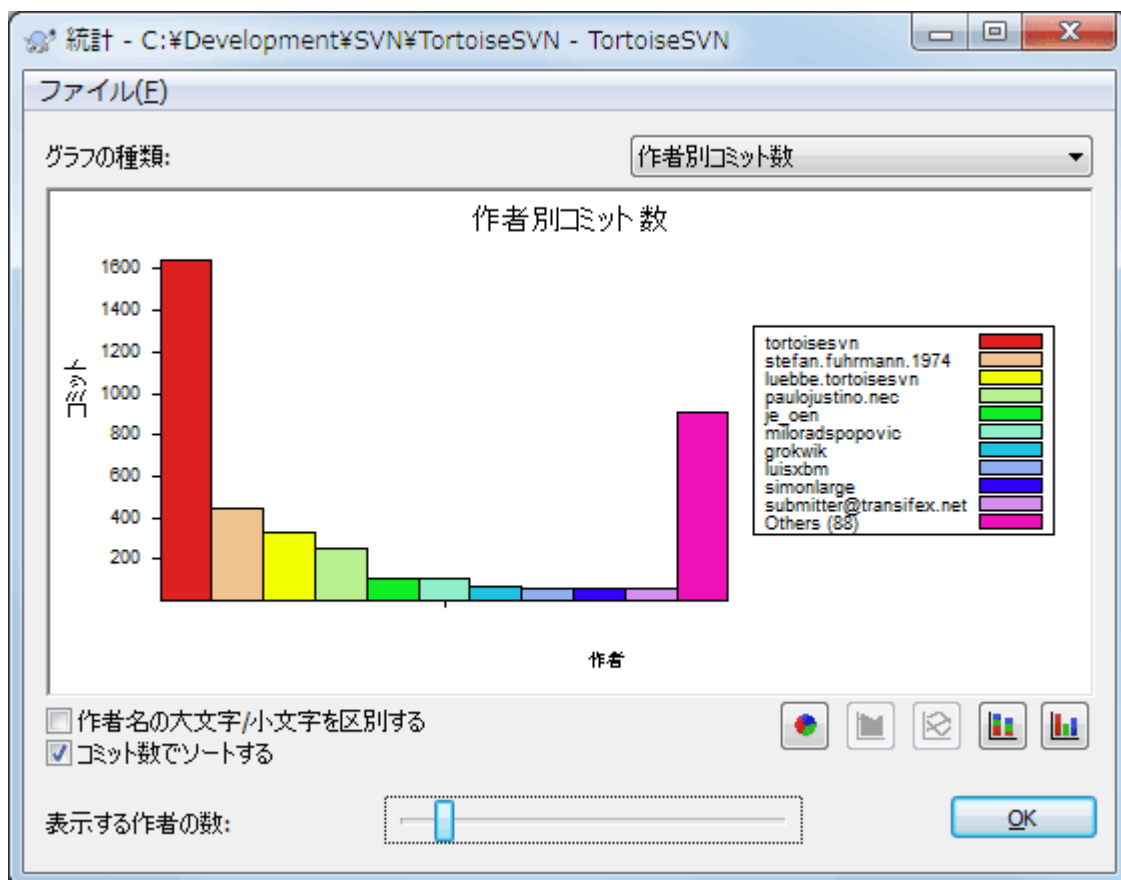 統計 - C:¥Development¥SVN¥TortoiseSVN - TortoiseSVN
ファイル(F)
グラフの種類:
作者別コミット数
作者別コミット数
1600
1400
1200
1000
800
600
400
200
コミット
作者
tortoisesvn
stefan.fuhrmann.1974
luebbe.tortoisesvn
paulojustino.nec
je_oen
miloradspopovic
grokwik
luisxbm
simonlarge
submitter@transifex.net
Others (88)
作者名の大文字/小文字を区別する
コミット数でソートする
表示する作者の数:
OK